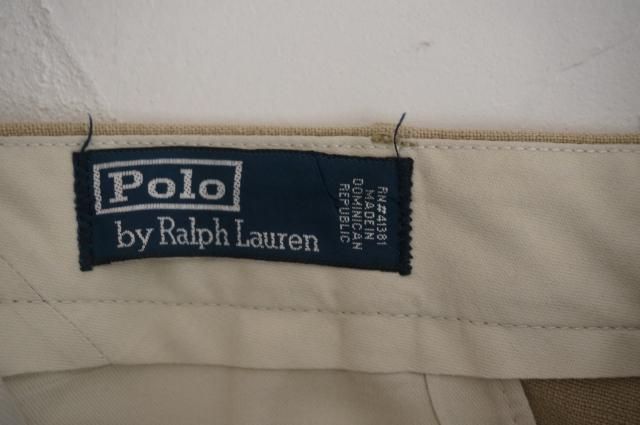 Polo
by Ralph Lauren
RN#41381
MADE IN
DOMINICAN
REPUBLIC